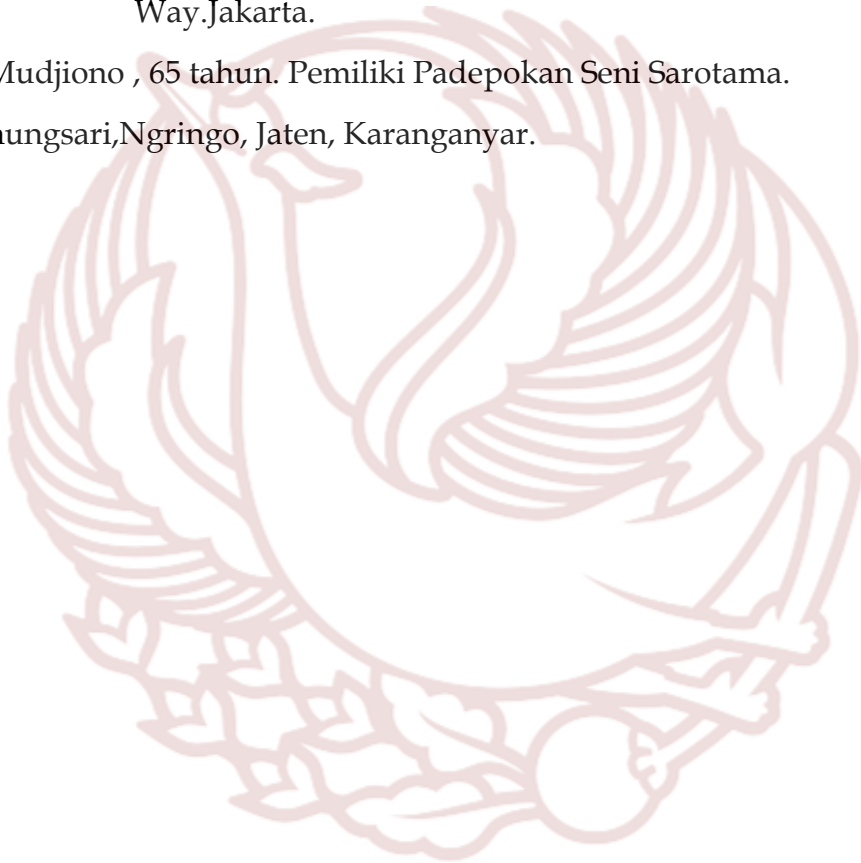 Way.Jakarta.
Mudjiono , 65 tahun. Pemiliki Padepokan Seni Sarotama.
ungsari,Ngringo, Jaten, Karanganyar.